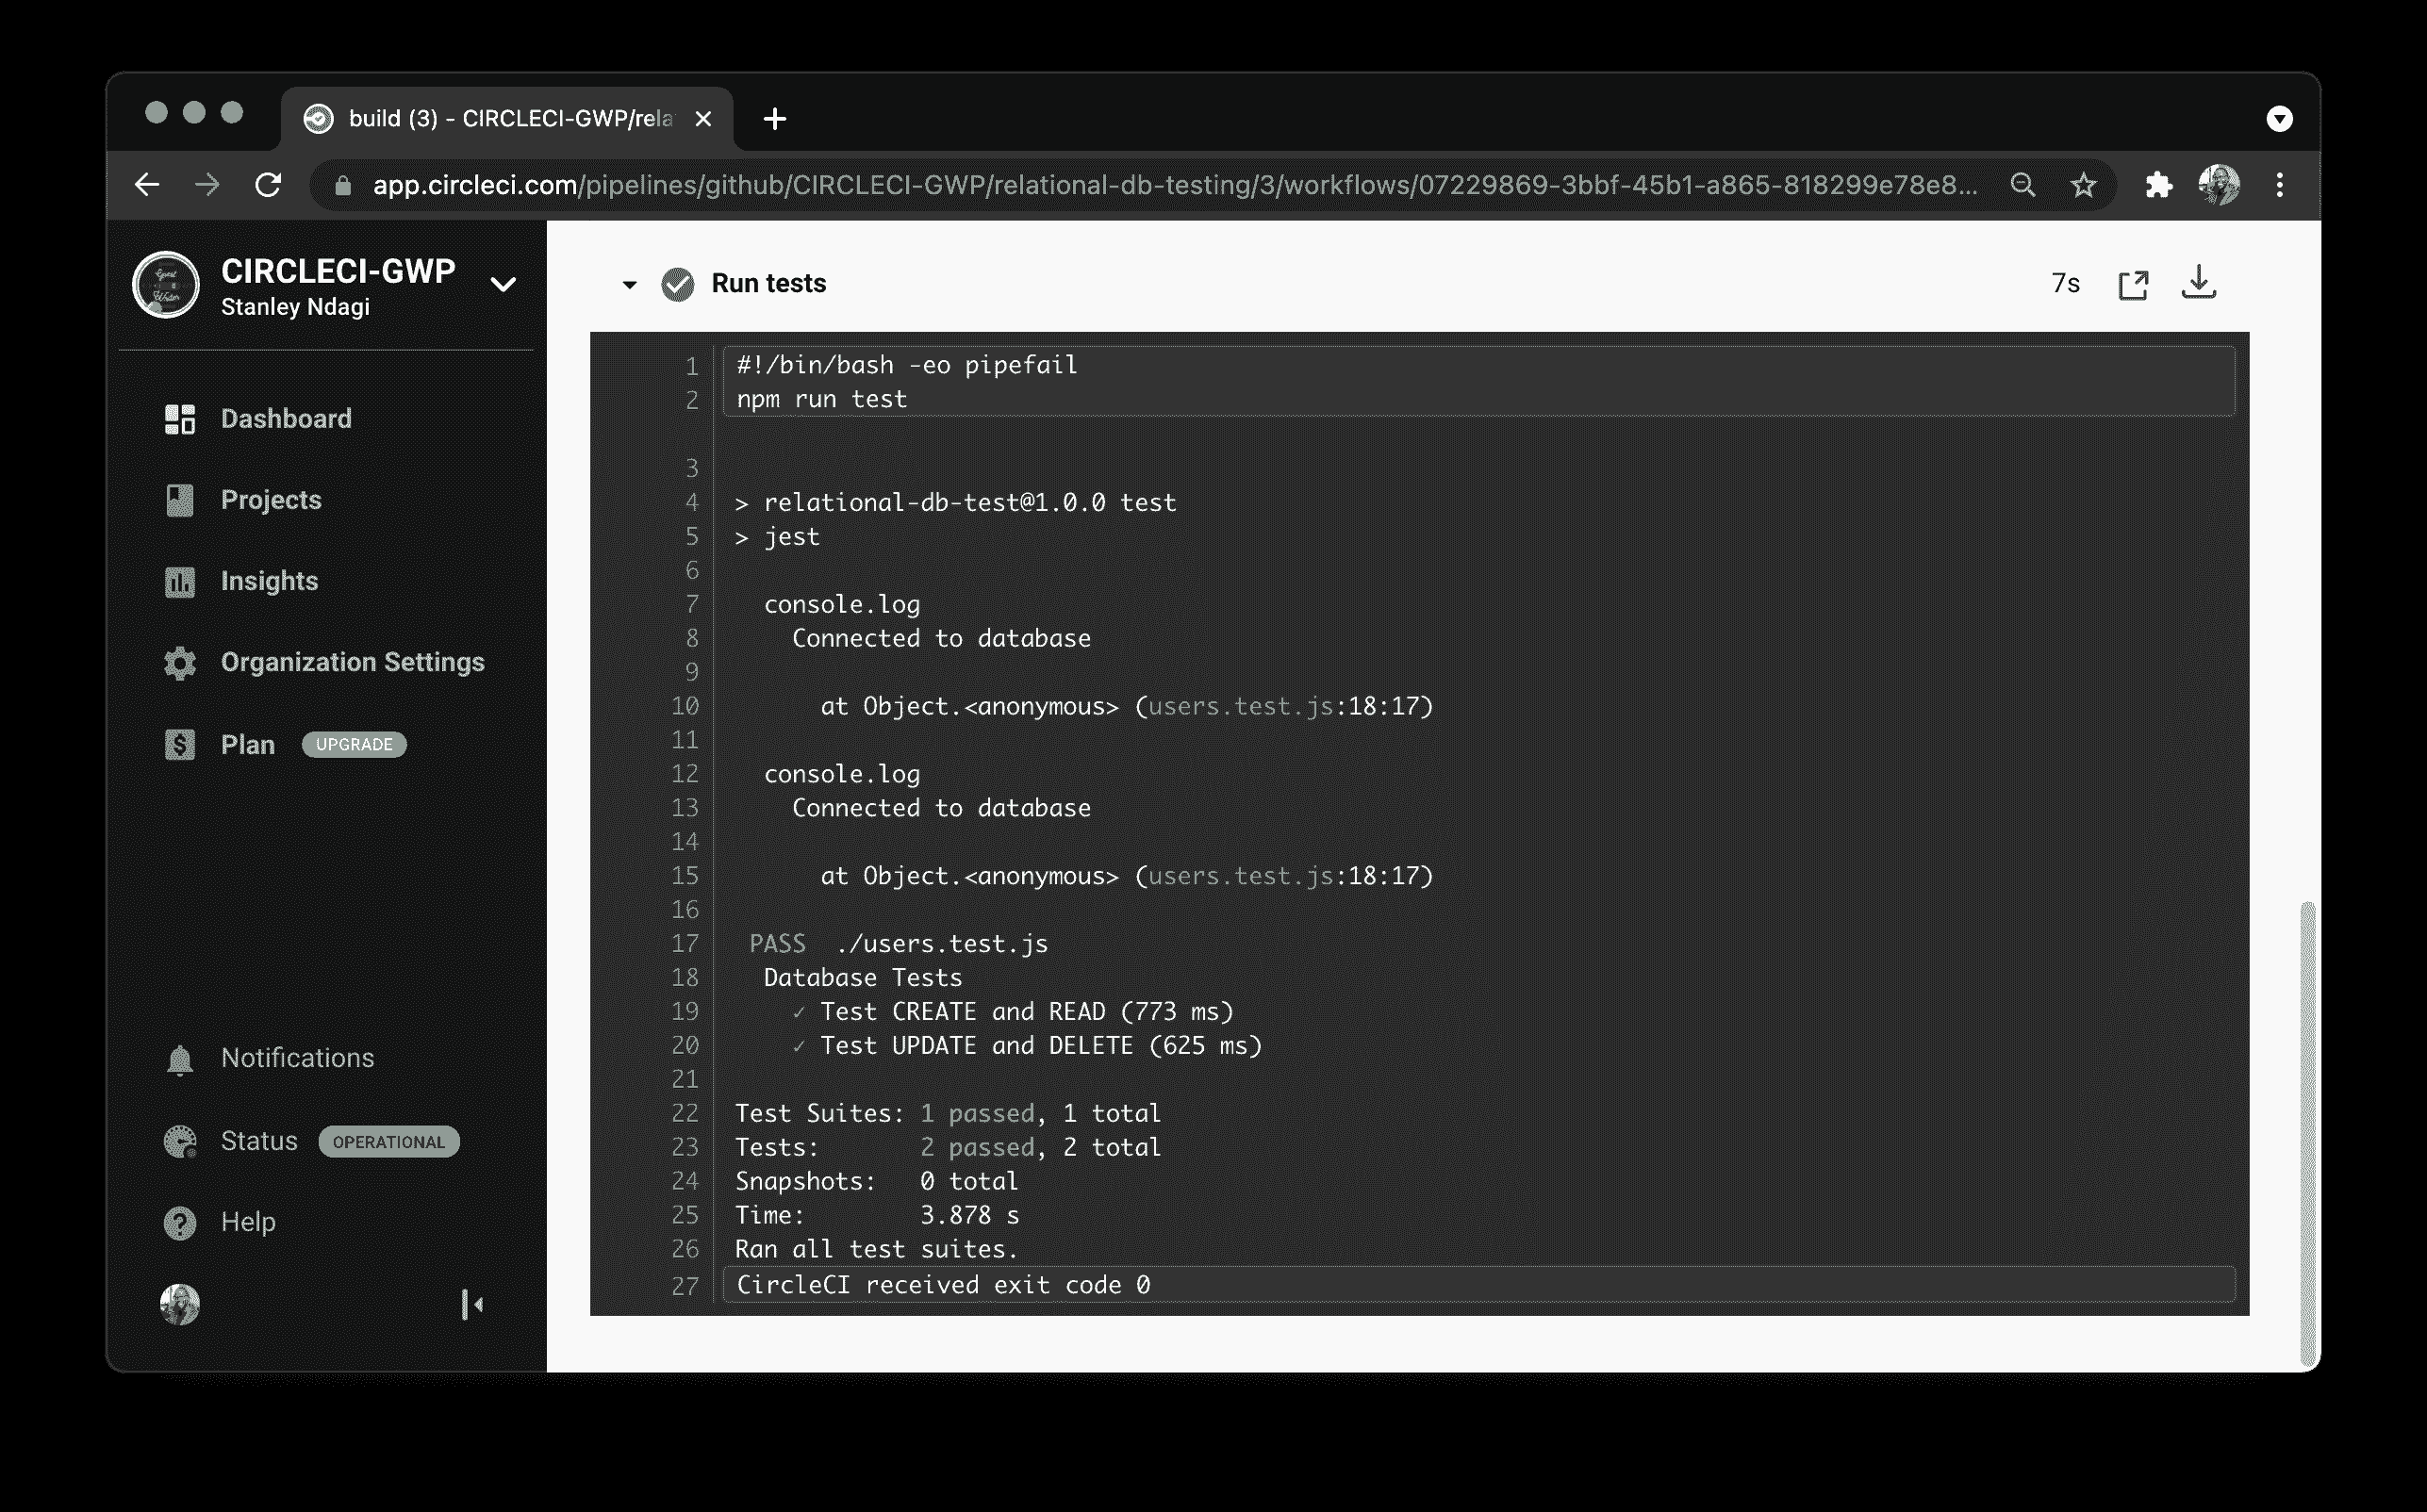 build (3) - CIRCLECI-GWP/rela
app.circleci.com/pipelines/github/CIRCLECI-GWP/relational-db-testing/3/workflows/07229869-3bbf-45b1-a865-818299e78e8...
CIRCLECI-GWP
Stanley Ndagi
Dashboard
Projects
Insights
Organization Settings
Plan UPGRADE
Notifications
Status OPERATIONAL
Help
Run tests 7s
1 #!/bin/bash -eo pipefail
2 npm run test
3
4 > relational-db-test@1.0.0 test
5 > jest
6
7 console.log
8 Connected to database
9
10 at Object.<anonymous> (users.test.js:18:17)
11
12 console.log
13 Connected to database
14
15 at Object.<anonymous> (users.test.js:18:17)
16
17 PASS ./users.test.js
18 Database Tests
19 ✓ Test CREATE and READ (773 ms)
20 ✓ Test UPDATE and DELETE (625 ms)
21
22 Test Suites: 1 passed, 1 total
23 Tests: 2 passed, 2 total
24 Snapshots: 0 total
25 Time: 3.878 s
26 Ran all test suites.
27 CircleCI received exit code 0